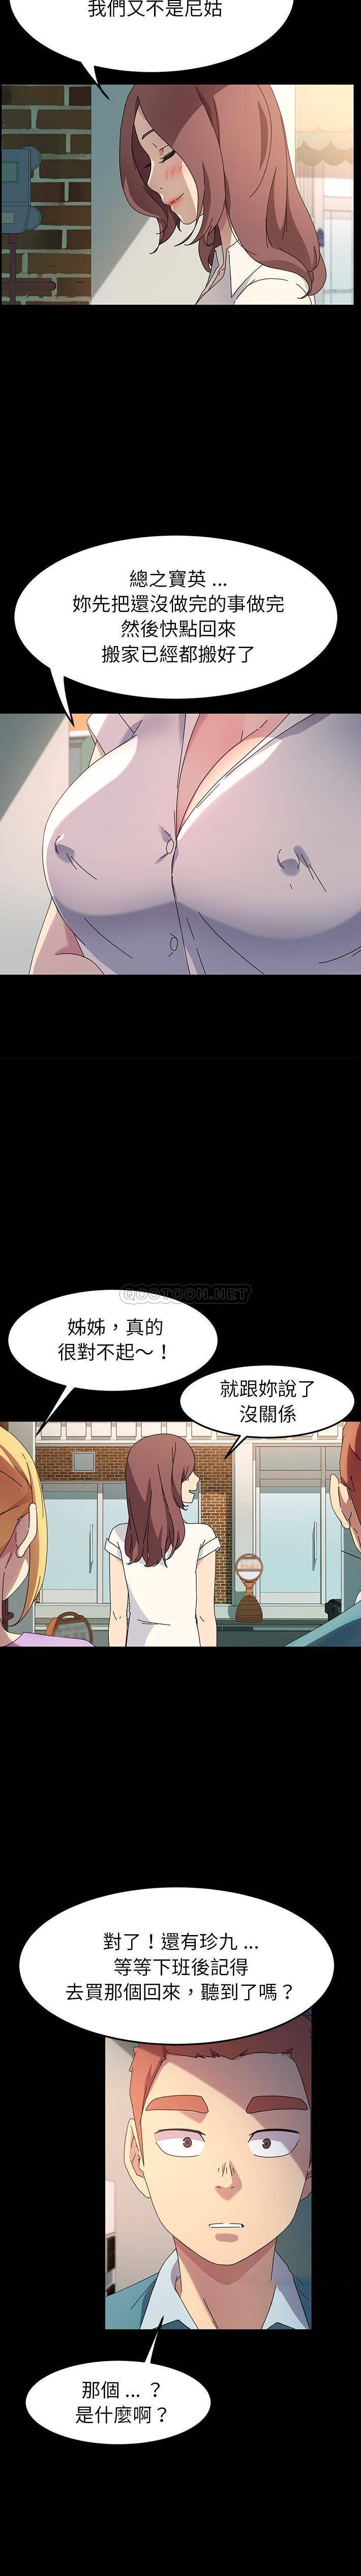 我們又不是尼姑
總之寶英 ...
妳先把還沒做完的事做完
然後快點回來
搬家已經都搬好了
QOOTOON.NET
姊姊，真的
很對不起～！
就跟妳說了
沒關係
對了！還有珍九 ...
等等下班後記得
去買那個回來，聽到了嗎？
那個 ... ？
是什麼啊？